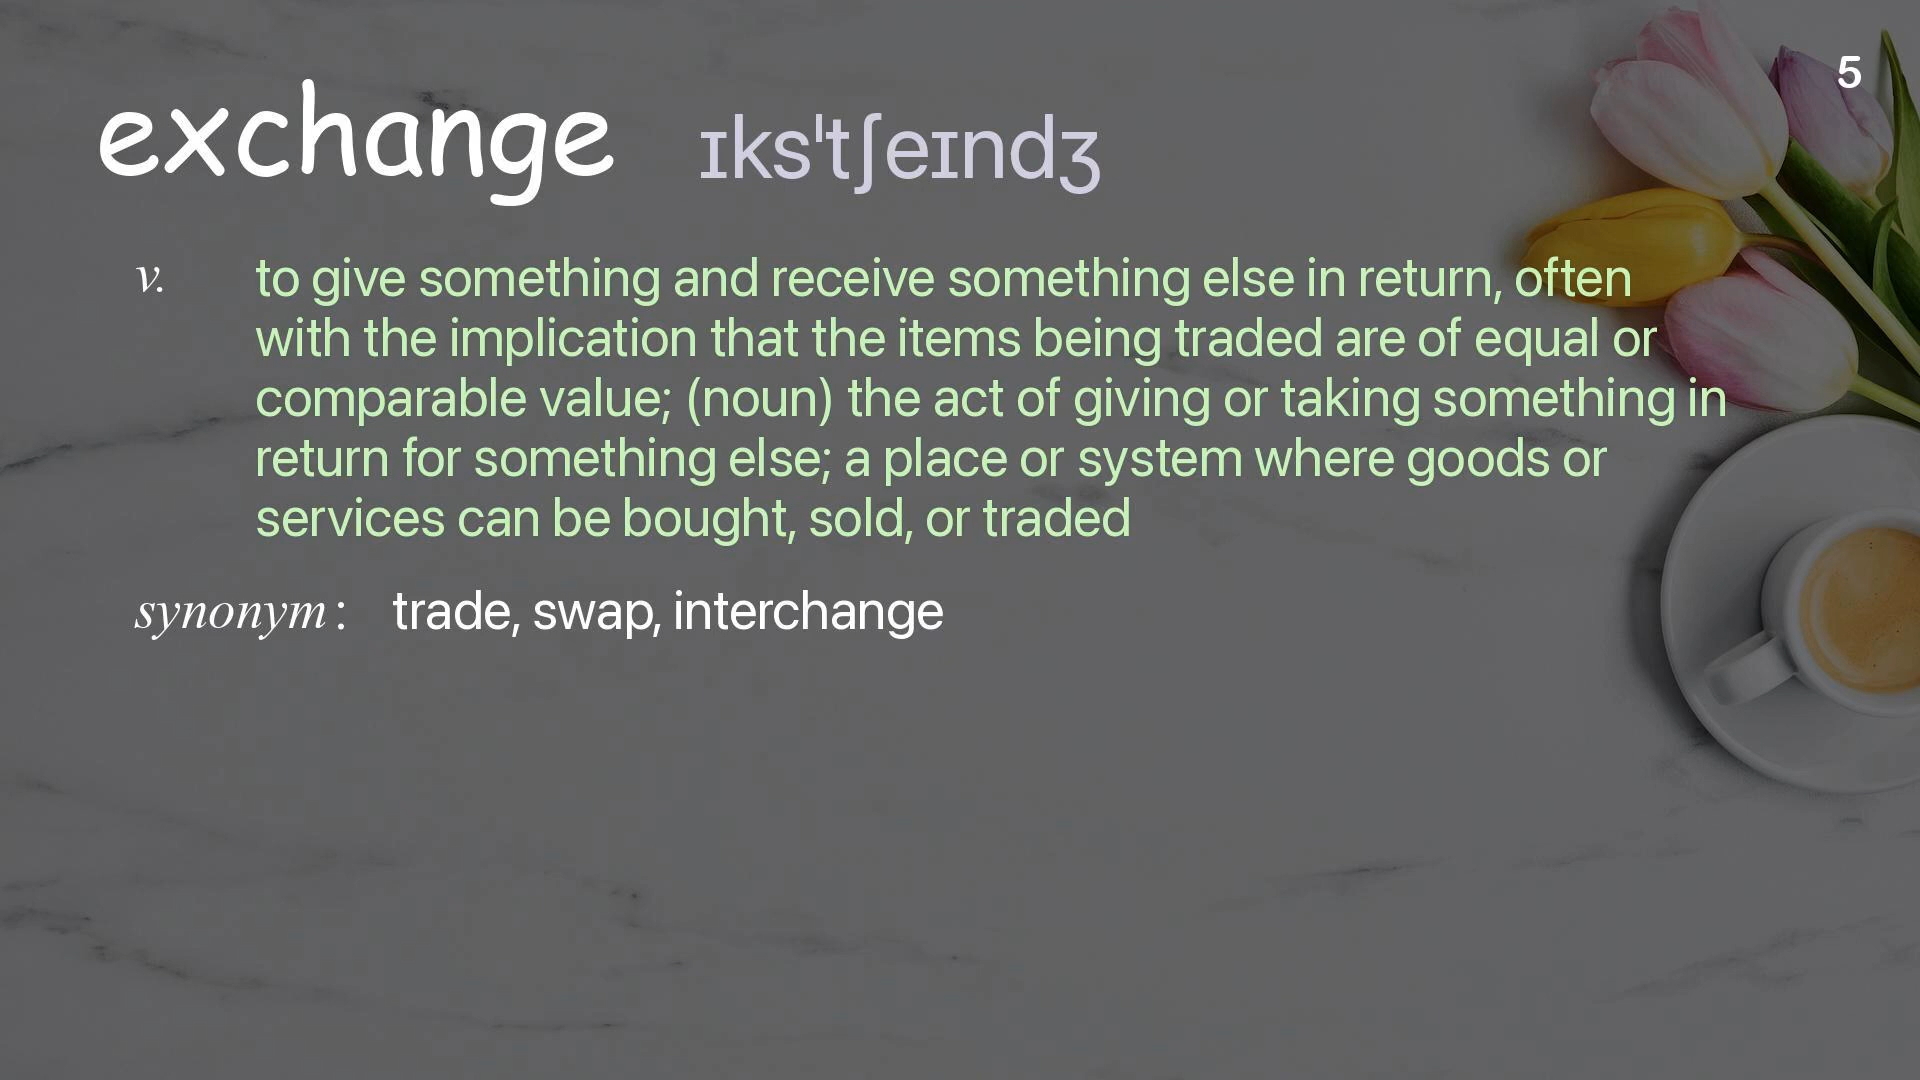 5
exchange ɪksˈtʃeɪndʒ
v. to give something and receive something else in return, often
with the implication that the items being traded are of equal or
comparable value; (noun) the act of giving or taking something in
return for something else; a place or system where goods or
services can be bought, sold, or traded
synonym: trade, swap, interchange